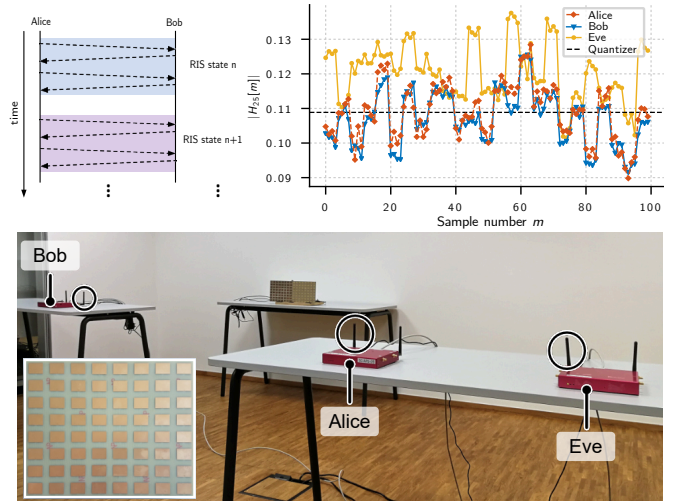 Alice
Bob
RIS state n
RIS state n+1
time
|H₂₅[m]|
0.13
0.12
0.11
0.10
0.09
0
20
40
60
80
100
Sample number m
Alice
Bob
Eve
Quantizer
Bob
Alice
Eve